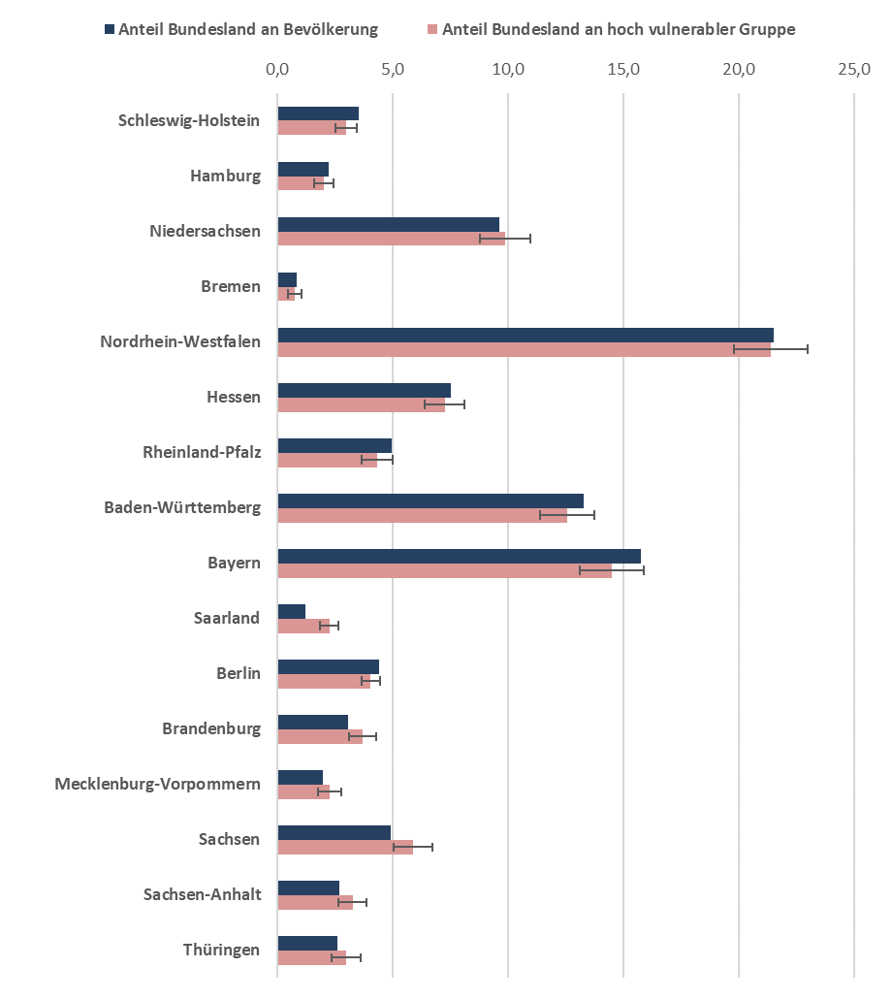 Anteil Bundesland an Bevölkerung Anteil Bundesland an hoch vulnerabler Gruppe
0,0 5,0 10,0 15,0 20,0 25,0
Schleswig-Holstein
Hamburg
Niedersachsen
Bremen
Nordrhein-Westfalen
Hessen
Rheinland-Pfalz
Baden-Württemberg
Bayern
Saarland
Berlin
Brandenburg
Mecklenburg-Vorpommern
Sachsen
Sachsen-Anhalt
Thüringen